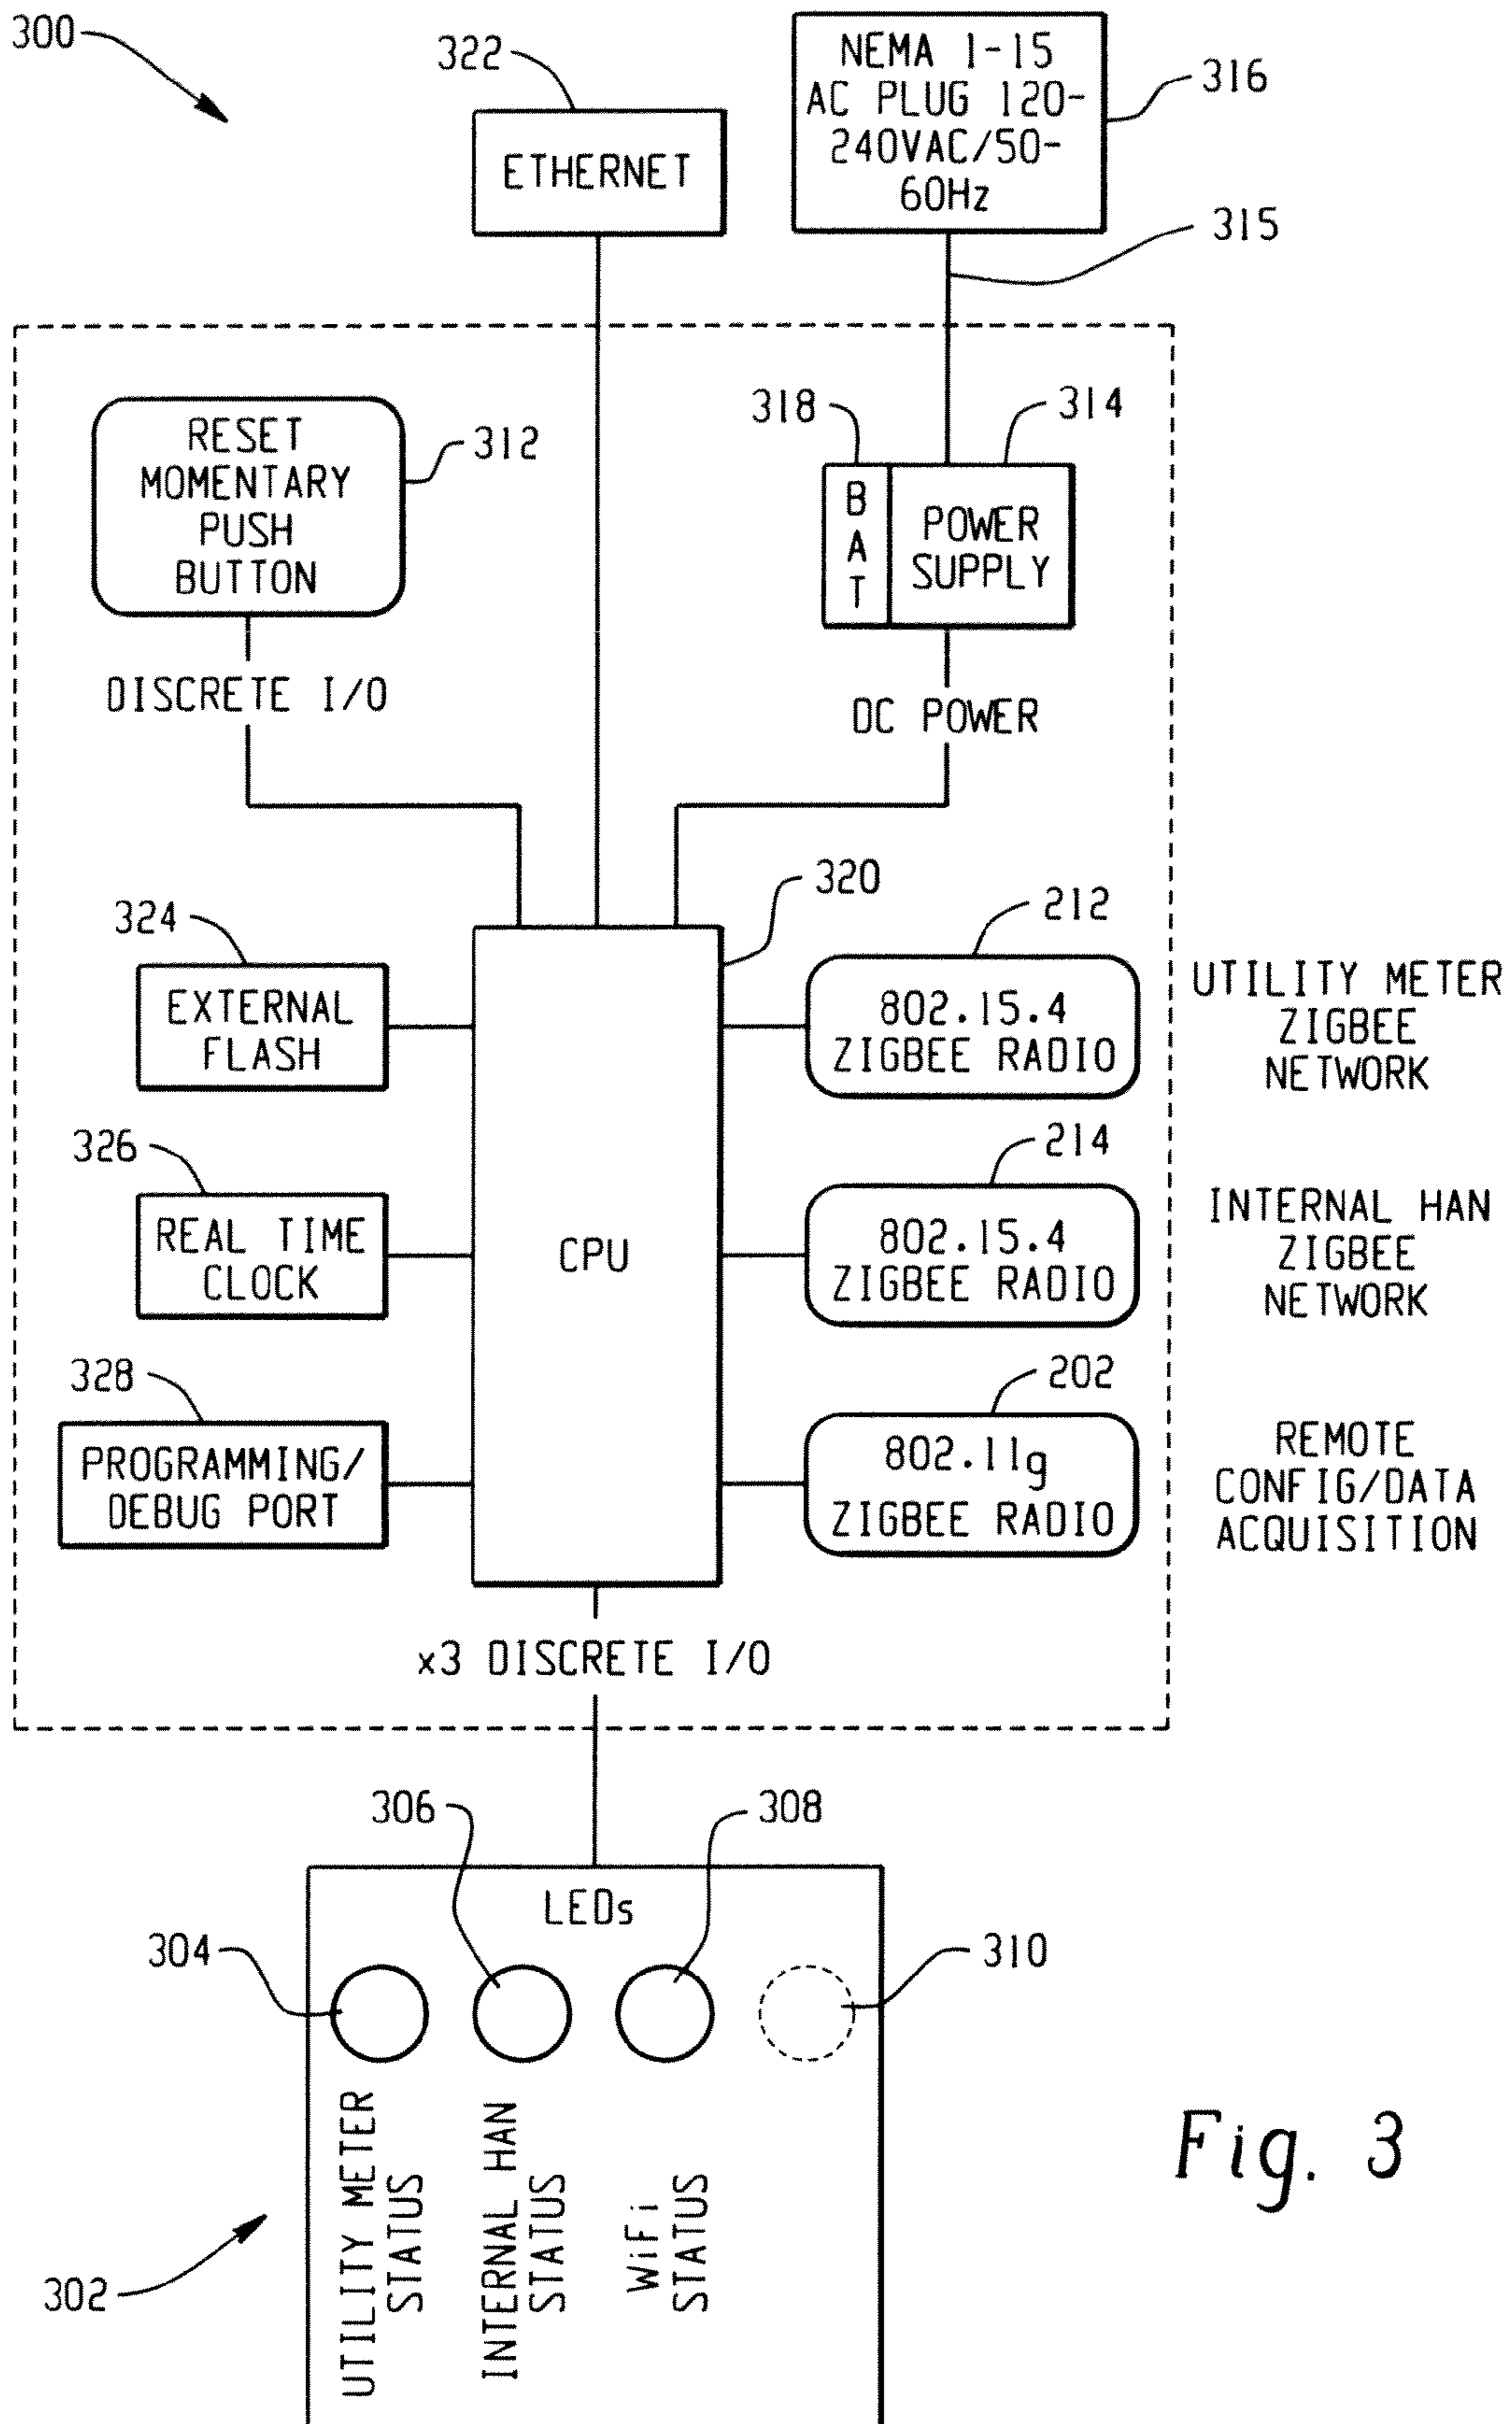 300
322
ETHERNET
NEMA 1-15
AC PLUG 120-
240VAC/50-
60Hz
316
315
RESET
MOMENTARY
PUSH
BUTTON
312
DISCRETE I/O
318
314
BAT
POWER
SUPPLY
DC POWER
320
324
EXTERNAL
FLASH
326
REAL TIME
CLOCK
328
PROGRAMMING/
DEBUG PORT
CPU
212
802.15.4
ZIGBEE RADIO
UTILITY METER
ZIGBEE
NETWORK
214
802.15.4
ZIGBEE RADIO
INTERNAL HAN
ZIGBEE
NETWORK
202
802.11g
ZIGBEE RADIO
REMOTE
CONFIG/DATA
ACQUISITION
x3 DISCRETE I/O
306
308
LEDs
304
310
UTILITY METER
STATUS
INTERNAL HAN
STATUS
WiFi
STATUS
302
Fig. 3